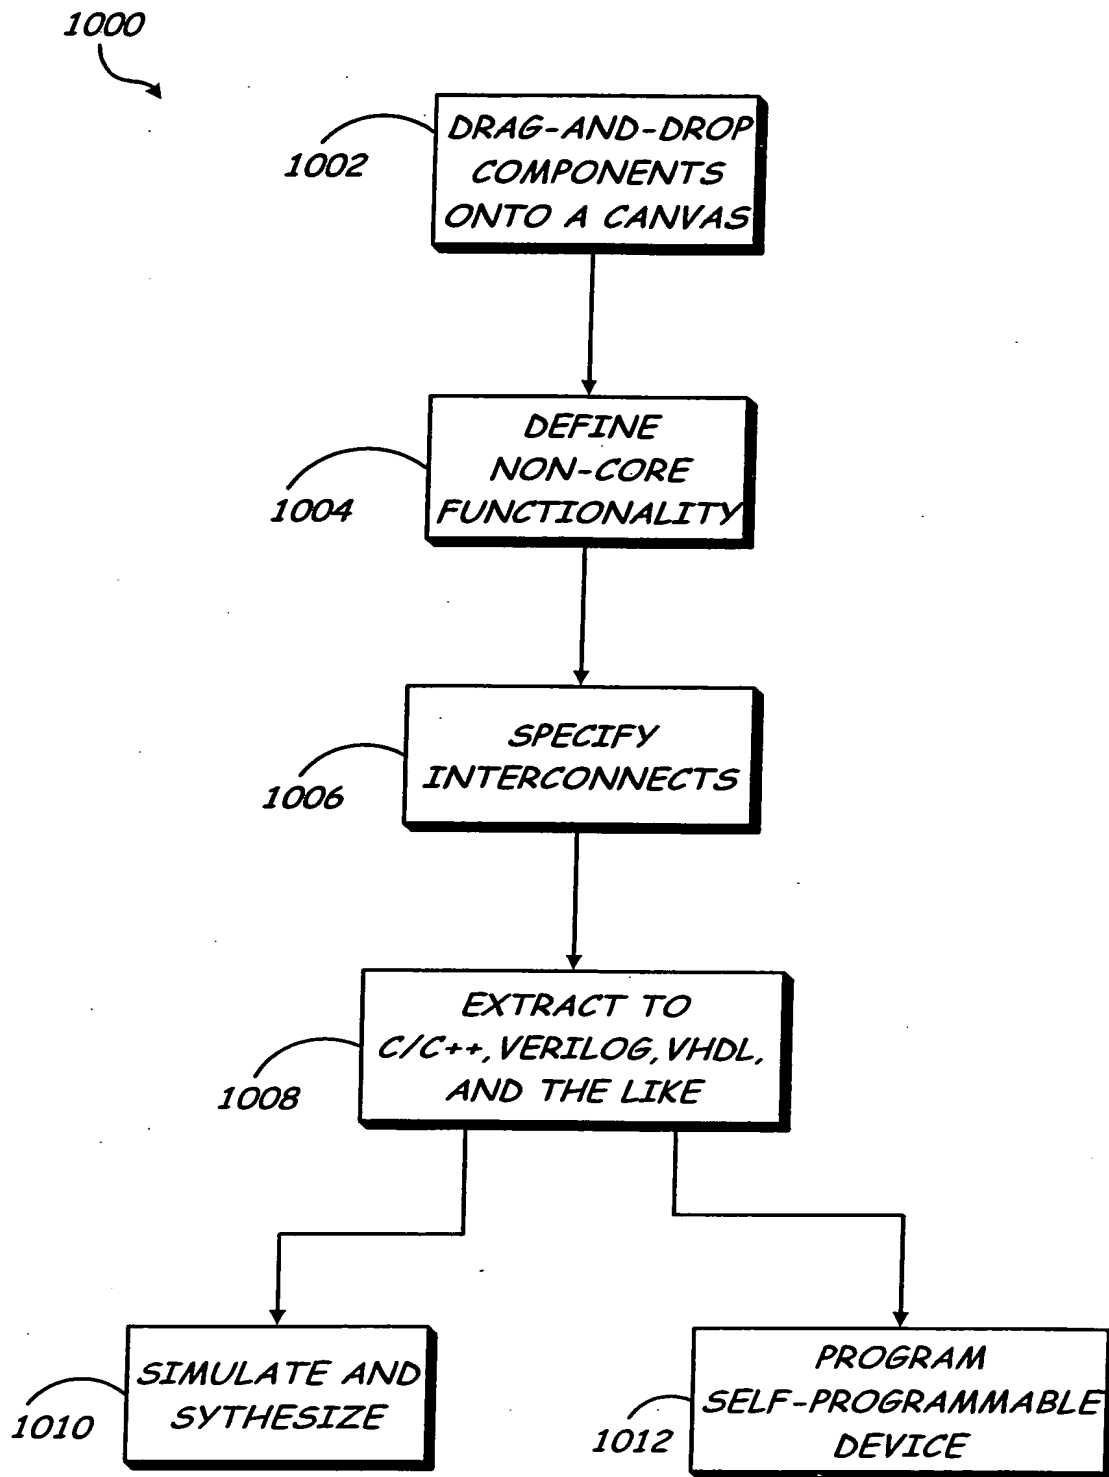 1000
1002
DRAG-AND-DROP
COMPONENTS
ONTO A CANVAS
1004
DEFINE
NON-CORE
FUNCTIONALITY
1006
SPECIFY
INTERCONNECTS
1008
EXTRACT TO
C/C++, VERILOG, VHDL,
AND THE LIKE
1010
SIMULATE AND
SYTHESIZE
1012
PROGRAM
SELF-PROGRAMMABLE
DEVICE